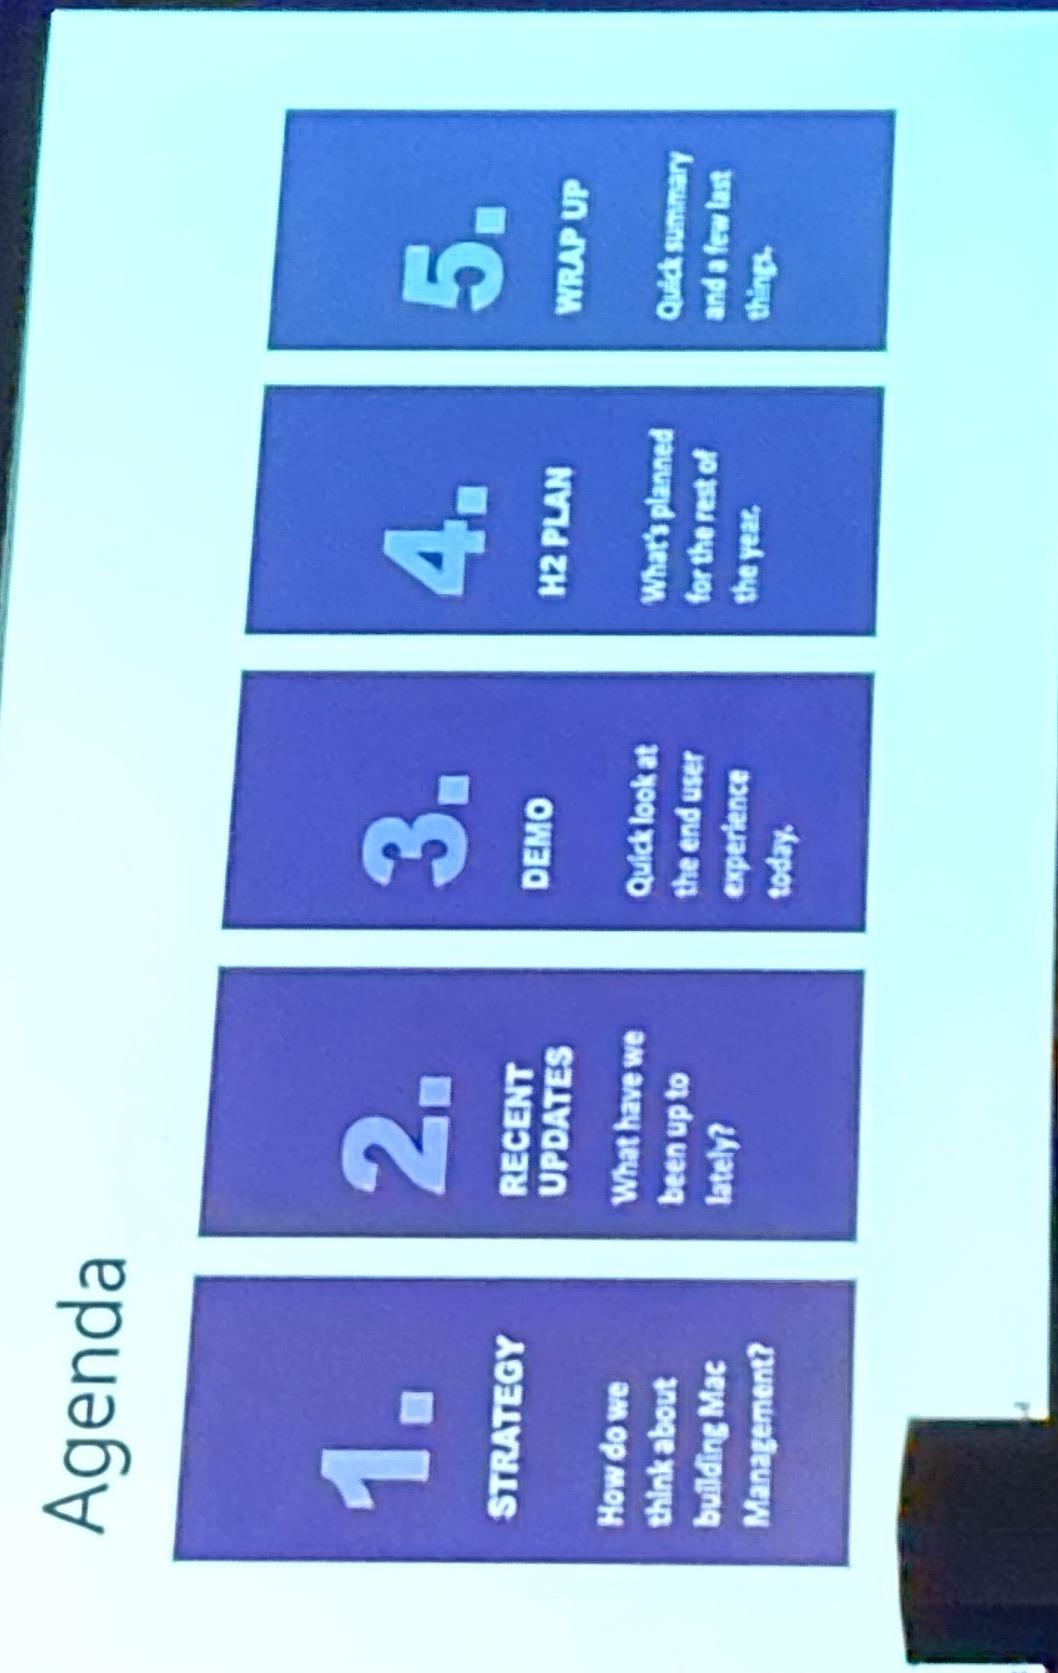 Agenda
1.
STRATEGY
How do we
think about
building Mac
Management?
2.
RECENT
UPDATES
What have we
been up to
lately?
3.
DEMO
Quick look at
the end user
experience
today.
4.
H2 PLAN
What's planned
for the rest of
the year.
5.
WRAP UP
Quick summary
and a few last
things.